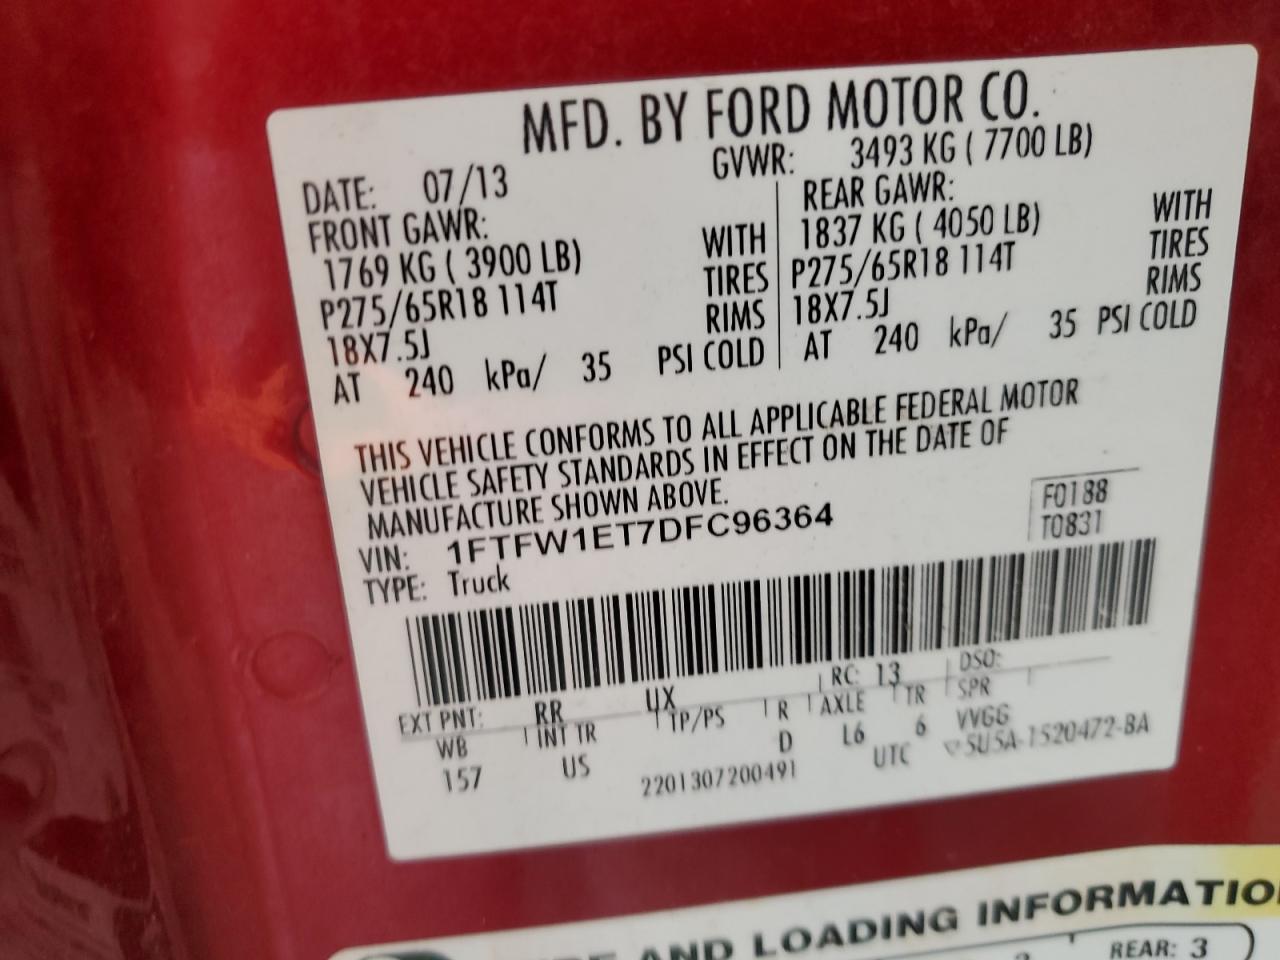 MFD. BY FORD MOTOR CO.
DATE: 07/13 GVWR: 3493 KG ( 7700 LB)
FRONT GAWR: REAR GAWR:
1769 KG ( 3900 LB) WITH 1837 KG ( 4050 LB) WITH
P275/65R18 114T TIRES P275/65R18 114T TIRES
18X7.5J RIMS 18X7.5J RIMS
AT 240 kPa/ 35 PSI COLD AT 240 kPa/ 35 PSI COLD
THIS VEHICLE CONFORMS TO ALL APPLICABLE FEDERAL MOTOR
VEHICLE SAFETY STANDARDS IN EFFECT ON THE DATE OF
MANUFACTURE SHOWN ABOVE.
VIN: 1FTFW1ET7DFC96364 F0188
TYPE: Truck T0831
EXT PNT: RR UX RC: 13 DSO:
WB INT TR TP/PS R AXLE TR SPR
157 US D L6 6 VVGG
2201307200491 UTC ▽5U5A-1520472-BA
AND LOADING INFORMATIO
REAR: 3